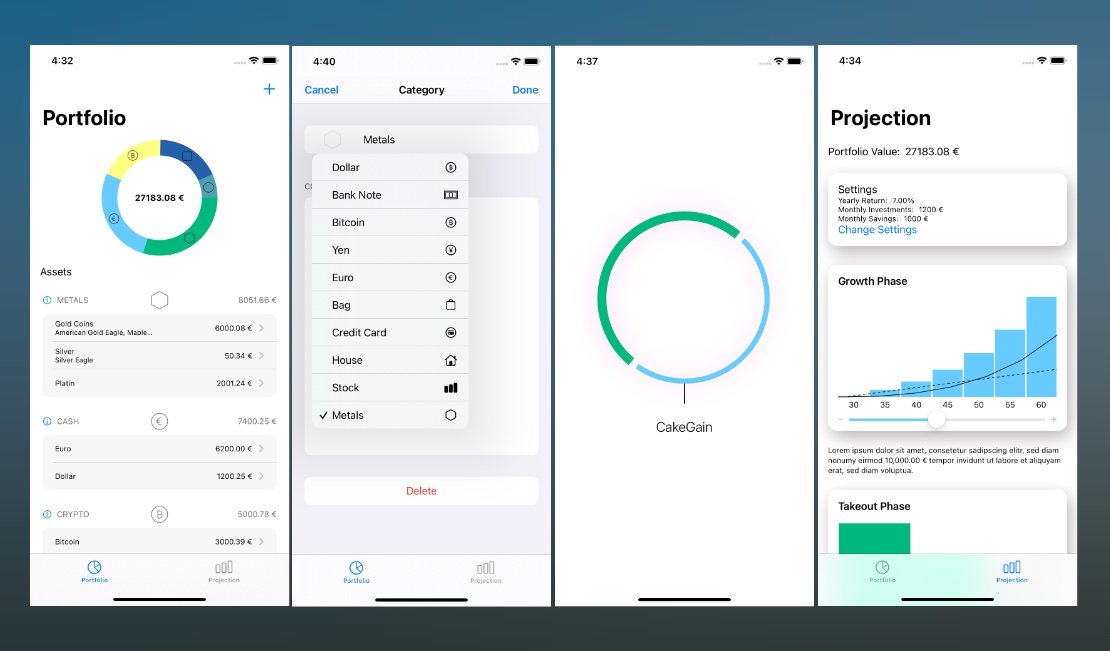 4:32
Portfolio
27183.08 €
Assets
METALS 8051.66 €
Gold Coins 6000.08 €
American Gold Eagle, Maple...
Silver 50.34 €
Silver Eagle
Platin 2001.24 €
CASH 7400.25 €
Euro 6200.00 €
Dollar 1200.25 €
CRYPTO 5000.78 €
Bitcoin 3000.39 €
Portfolio Projection
4:40
Cancel Category Done
Metals
Dollar
Bank Note
Bitcoin
Yen
Euro
Bag
Credit Card
House
Stock
Metals
Delete
Portfolio Projection
4:37
CakeGain
4:34
Projection
Portfolio Value: 27183.08 €
Settings
Yearly Return: 7.00%
Monthly Investments: 1200 €
Monthly Savings: 1000 €
Change Settings
Growth Phase
30 35 40 45 50 55 60
Lorem ipsum dolor sit amet, consetetur sadipscing elitr, sed diam
nonumy eirmod 10,000.00 € tempor invidunt ut labore et aliquyam
erat, sed diam voluptua.
Takeout Phase
Portfolio Projection